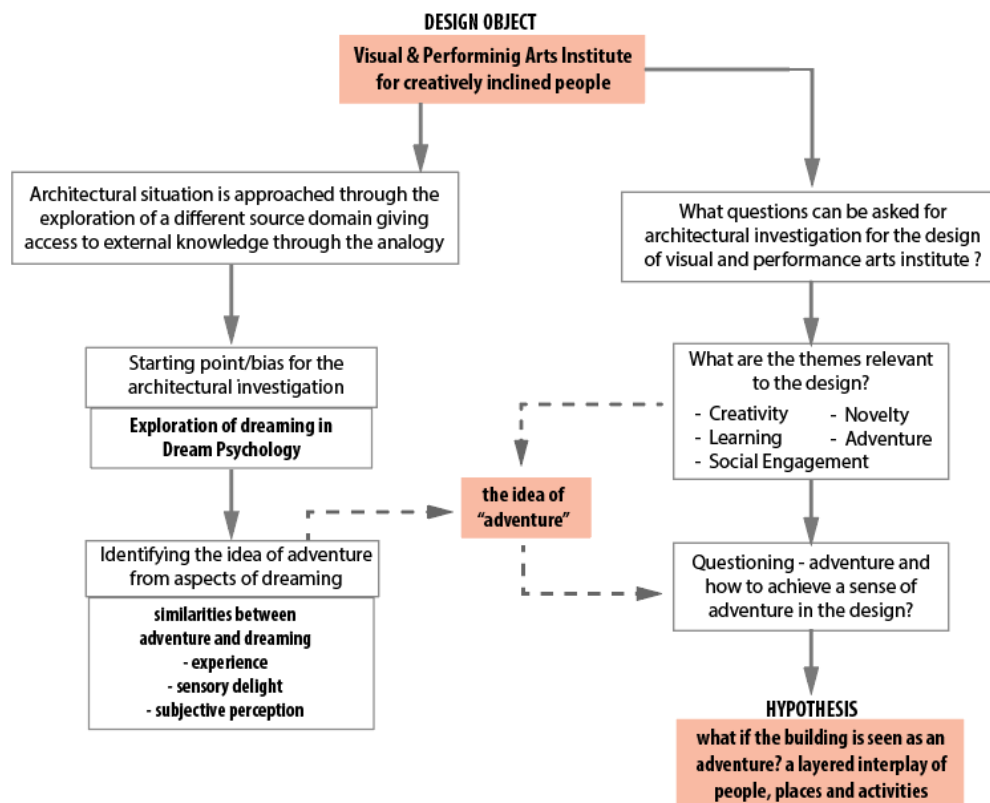 DESIGN OBJECT
Visual & Performinig Arts Institute
for creatively inclined people
Architectural situation is approached through the
exploration of a different source domain giving
access to external knowledge through the analogy
Starting point/bias for the
architectural investigation
Exploration of dreaming in
Dream Psychology
Identifying the idea of adventure
from aspects of dreaming
similarities between
adventure and dreaming
- experience
- sensory delight
- subjective perception
the idea of
“adventure”
What questions can be asked for
architectural investigation for the design
of visual and performance arts institute ?
What are the themes relevant
to the design?
- Creativity - Novelty
- Learning - Adventure
- Social Engagement
Questioning - adventure and
how to achieve a sense of
adventure in the design?
HYPOTHESIS
what if the building is seen as an
adventure? a layered interplay of
people, places and activities